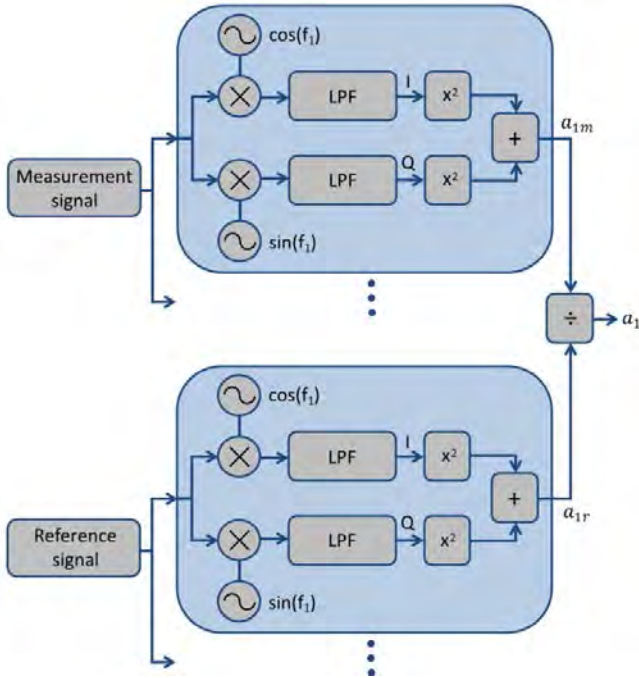 cos(f₁)
LPF
I
x²
Measurement
signal
+
a₁ₘ
LPF
Q
x²
sin(f₁)
÷
a₁
cos(f₁)
LPF
I
x²
Reference
signal
+
a₁ᵣ
LPF
Q
x²
sin(f₁)